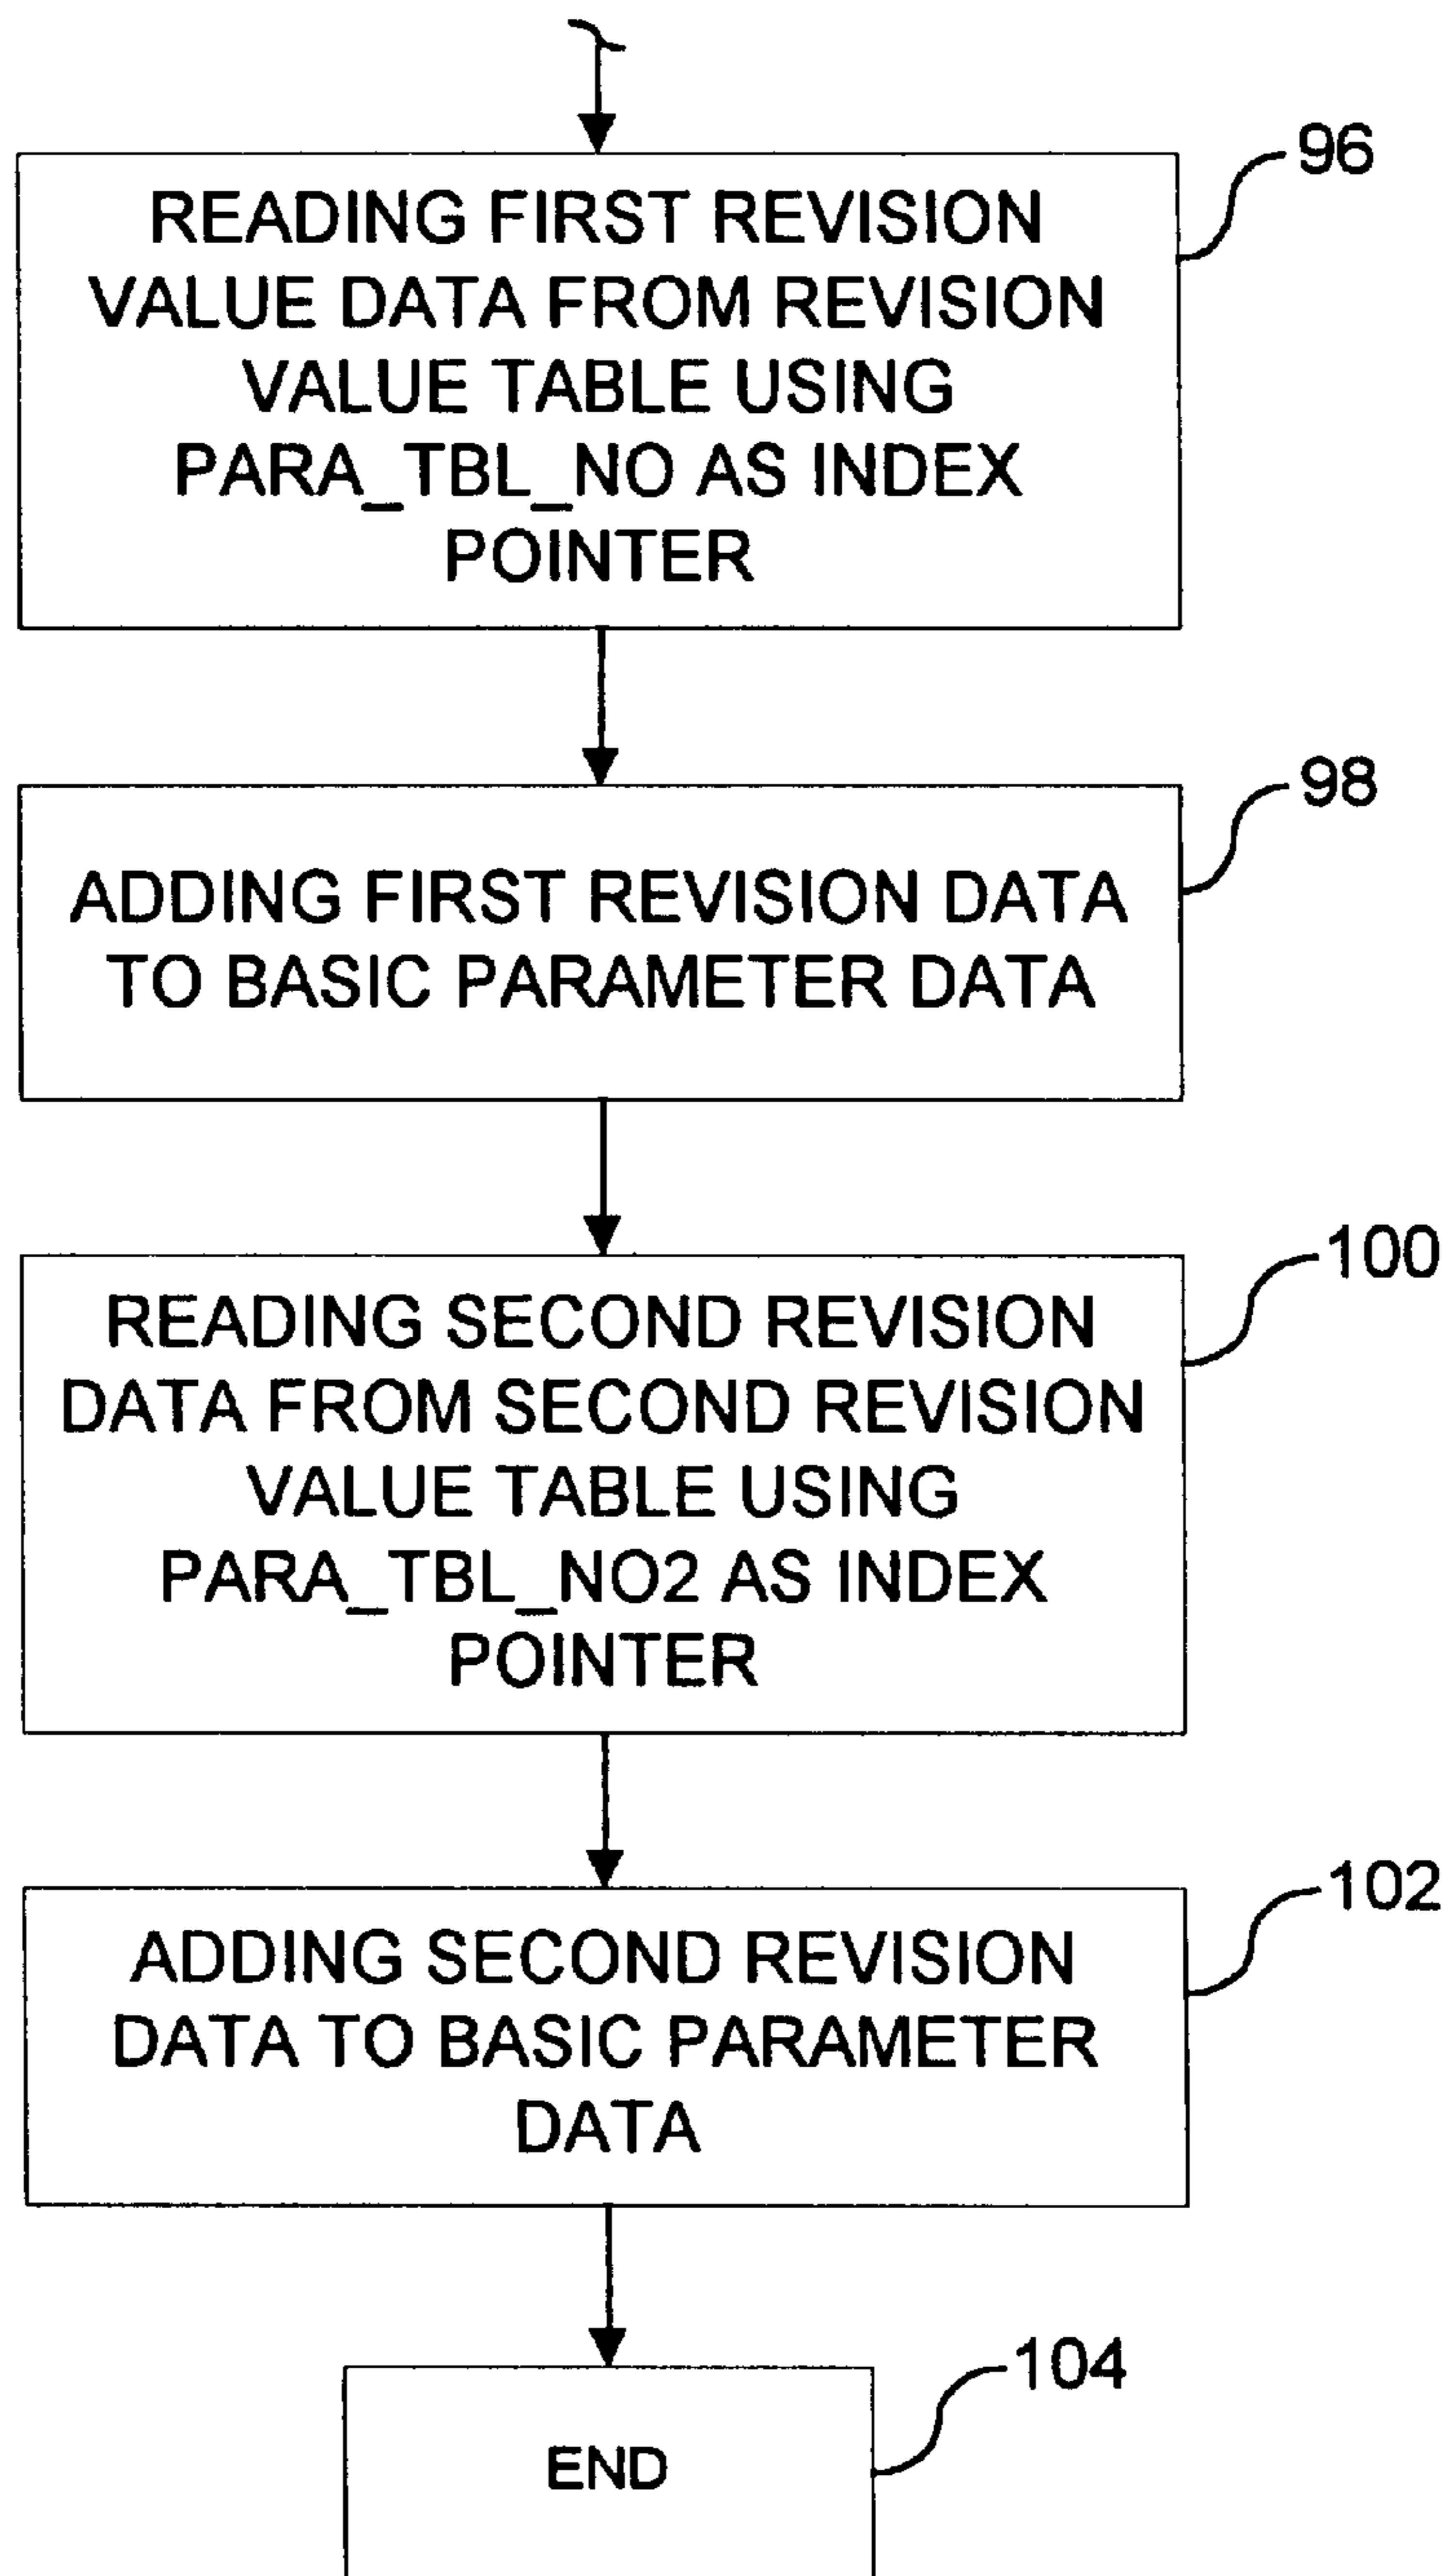 96
READING FIRST REVISION
VALUE DATA FROM REVISION
VALUE TABLE USING
PARA_TBL_NO AS INDEX
POINTER
98
ADDING FIRST REVISION DATA
TO BASIC PARAMETER DATA
100
READING SECOND REVISION
DATA FROM SECOND REVISION
VALUE TABLE USING
PARA_TBL_NO2 AS INDEX
POINTER
102
ADDING SECOND REVISION
DATA TO BASIC PARAMETER
DATA
104
END